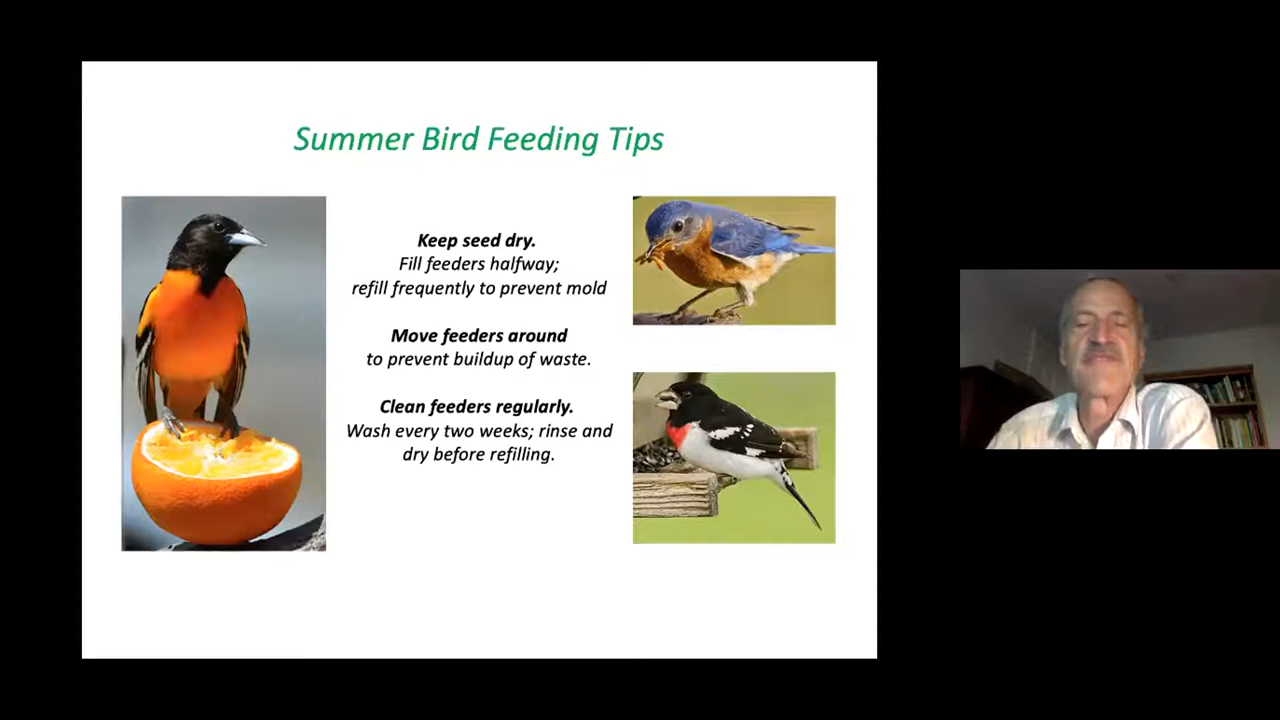 Summer Bird Feeding Tips
Keep seed dry.
Fill feeders halfway;
refill frequently to prevent mold
Move feeders around
to prevent buildup of waste.
Clean feeders regularly.
Wash every two weeks; rinse and
dry before refilling.